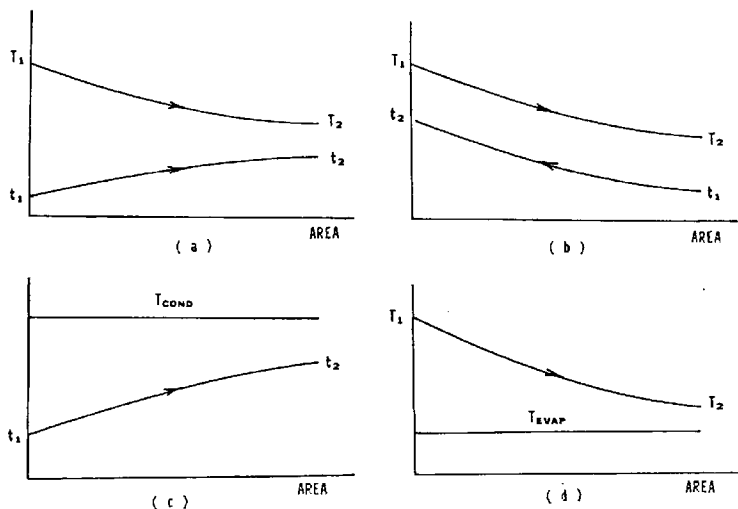 T₁
T₂
t₂
t₁
AREA
( a )
T₁
t₂
T₂
t₁
AREA
( b )
TCOND
t₂
t₁
AREA
( c )
T₁
T₂
TEVAP
AREA
( d )